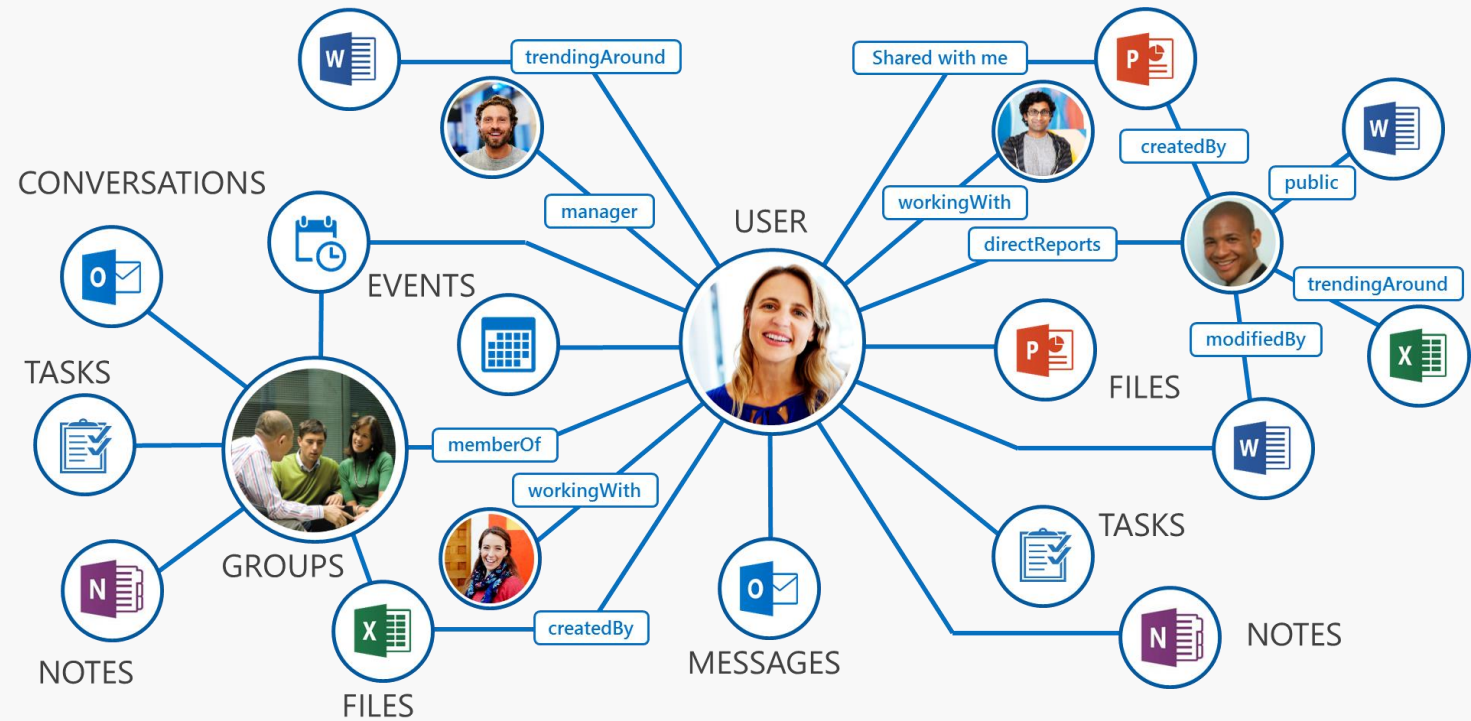 W
trendingAround
Shared with me
P
createdBy
W
public
CONVERSATIONS
manager
workingWith
USER
directReports
O
EVENTS
trendingAround
modifiedBy
TASKS
P
X
FILES
memberOf
W
workingWith
TASKS
GROUPS
N
O
X
createdBy
N
NOTES
MESSAGES
NOTES
FILES